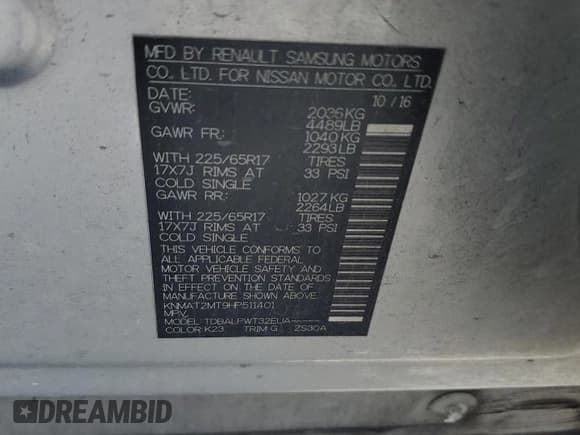 MFD BY RENAULT SAMSUNG MOTORS
CO., LTD. FOR NISSAN MOTOR CO., LTD.
DATE: 10/16
GVWR: 2036KG
4489LB
GAWR FR: 1040KG
2293LB
WITH 225/65R17 TIRES
17X7J RIMS AT 33 PSI
COLD SINGLE
GAWR RR: 1027KG
2264LB
WITH 225/65R17 TIRES
17X7J RIMS AT 33 PSI
COLD SINGLE
THIS VEHICLE CONFORMS TO
ALL APPLICABLE FEDERAL
MOTOR VEHICLE SAFETY AND
THEFT PREVENTION STANDARDS
IN EFFECT ON THE DATE OF
MANUFACTURE SHOWN ABOVE.
KNMAT2MT9HP511401
MPV
MODEL: TDBALPWT32EUA-----
COLOR: K23 TRIM: G ZS30A
DREAMBID